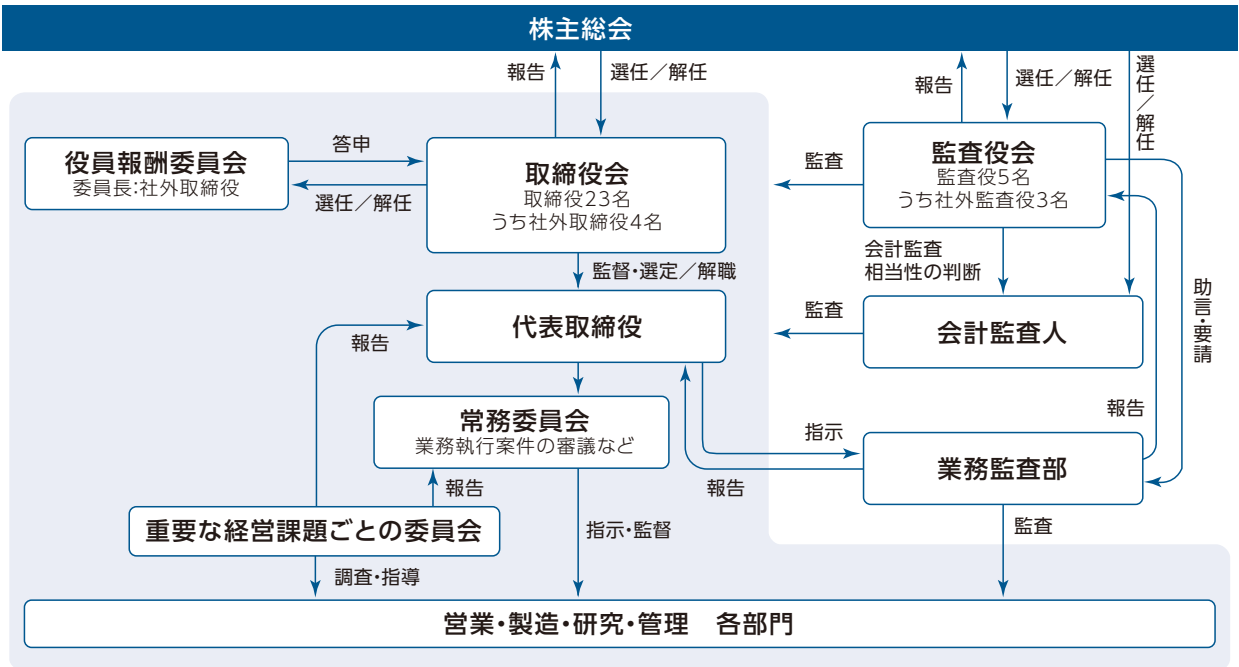 株主総会
報告
選任／解任
報告
選任／解任
選任／解任
役員報酬委員会
委員長:社外取締役
答申
選任／解任
取締役会
取締役23名
うち社外取締役4名
監査
監査役会
監査役5名
うち社外監査役3名
監督・選定／解職
会計監査
相当性の判断
助言・要請
報告
代表取締役
監査
会計監査人
常務委員会
業務執行案件の審議など
指示
報告
報告
業務監査部
報告
重要な経営課題ごとの委員会
指示・監督
監査
調査・指導
営業・製造・研究・管理　各部門